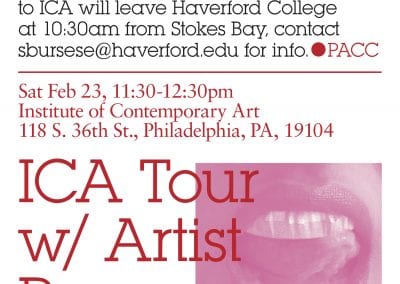 to ICA will leave Haverford College
at 10:30am from Stokes Bay, contact
sbursese@haverford.edu for info.●PACC
Sat Feb 23, 11:30-12:30pm
Institute of Contemporary Art
118 S. 36th St., Philadelphia, PA, 19104
ICA Tour
w/ Artist